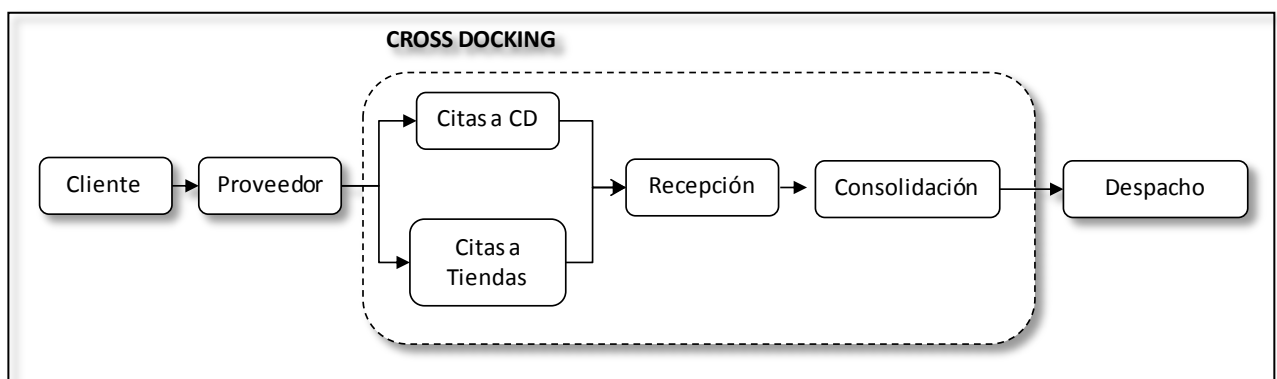 CROSS DOCKING
Cliente
Proveedor
Citas a CD
Citas a
Tiendas
Recepción
Consolidación
Despacho